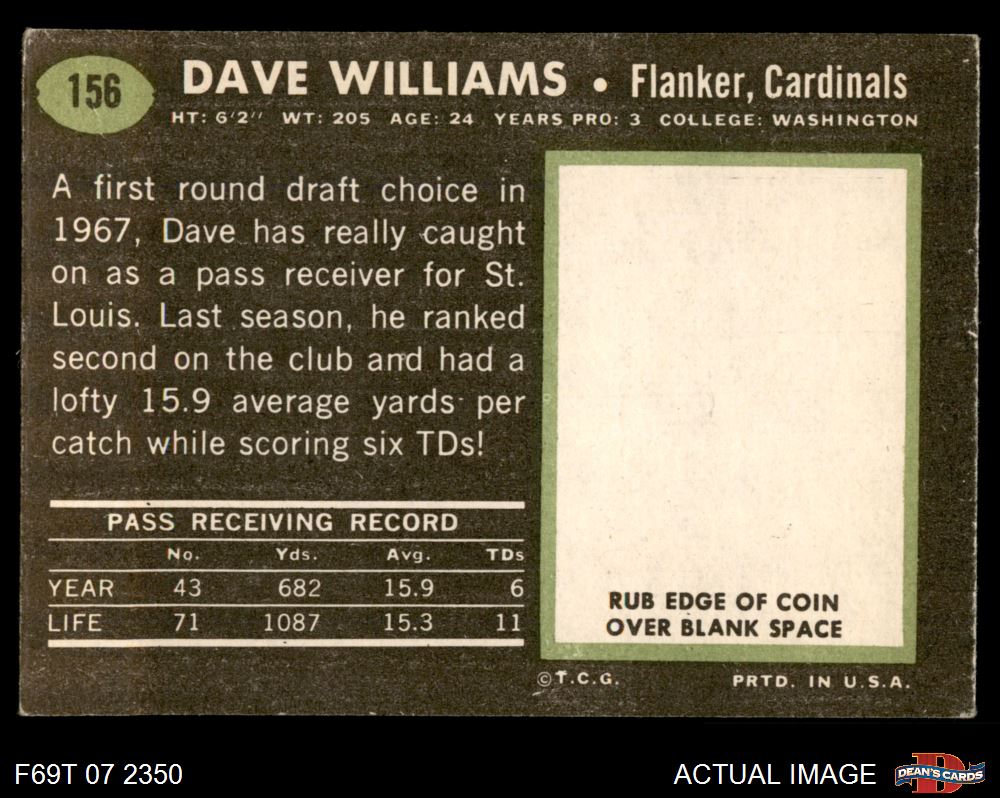 156
DAVE WILLIAMS • Flanker, Cardinals
HT: 6'2'' WT: 205 AGE: 24 YEARS PRO: 3 COLLEGE: WASHINGTON
A first round draft choice in
1967, Dave has really caught
on as a pass receiver for St.
Louis. Last season, he ranked
second on the club and had a
lofty 15.9 average yards per
catch while scoring six TDs!
PASS RECEIVING RECORD
No. Yds. Avg. TDs
YEAR 43 682 15.9 6
LIFE 71 1087 15.3 11
RUB EDGE OF COIN
OVER BLANK SPACE
©T.C.G. PRTD. IN U.S.A.
F69T 07 2350
ACTUAL IMAGE
D
DEAN'S CARDS